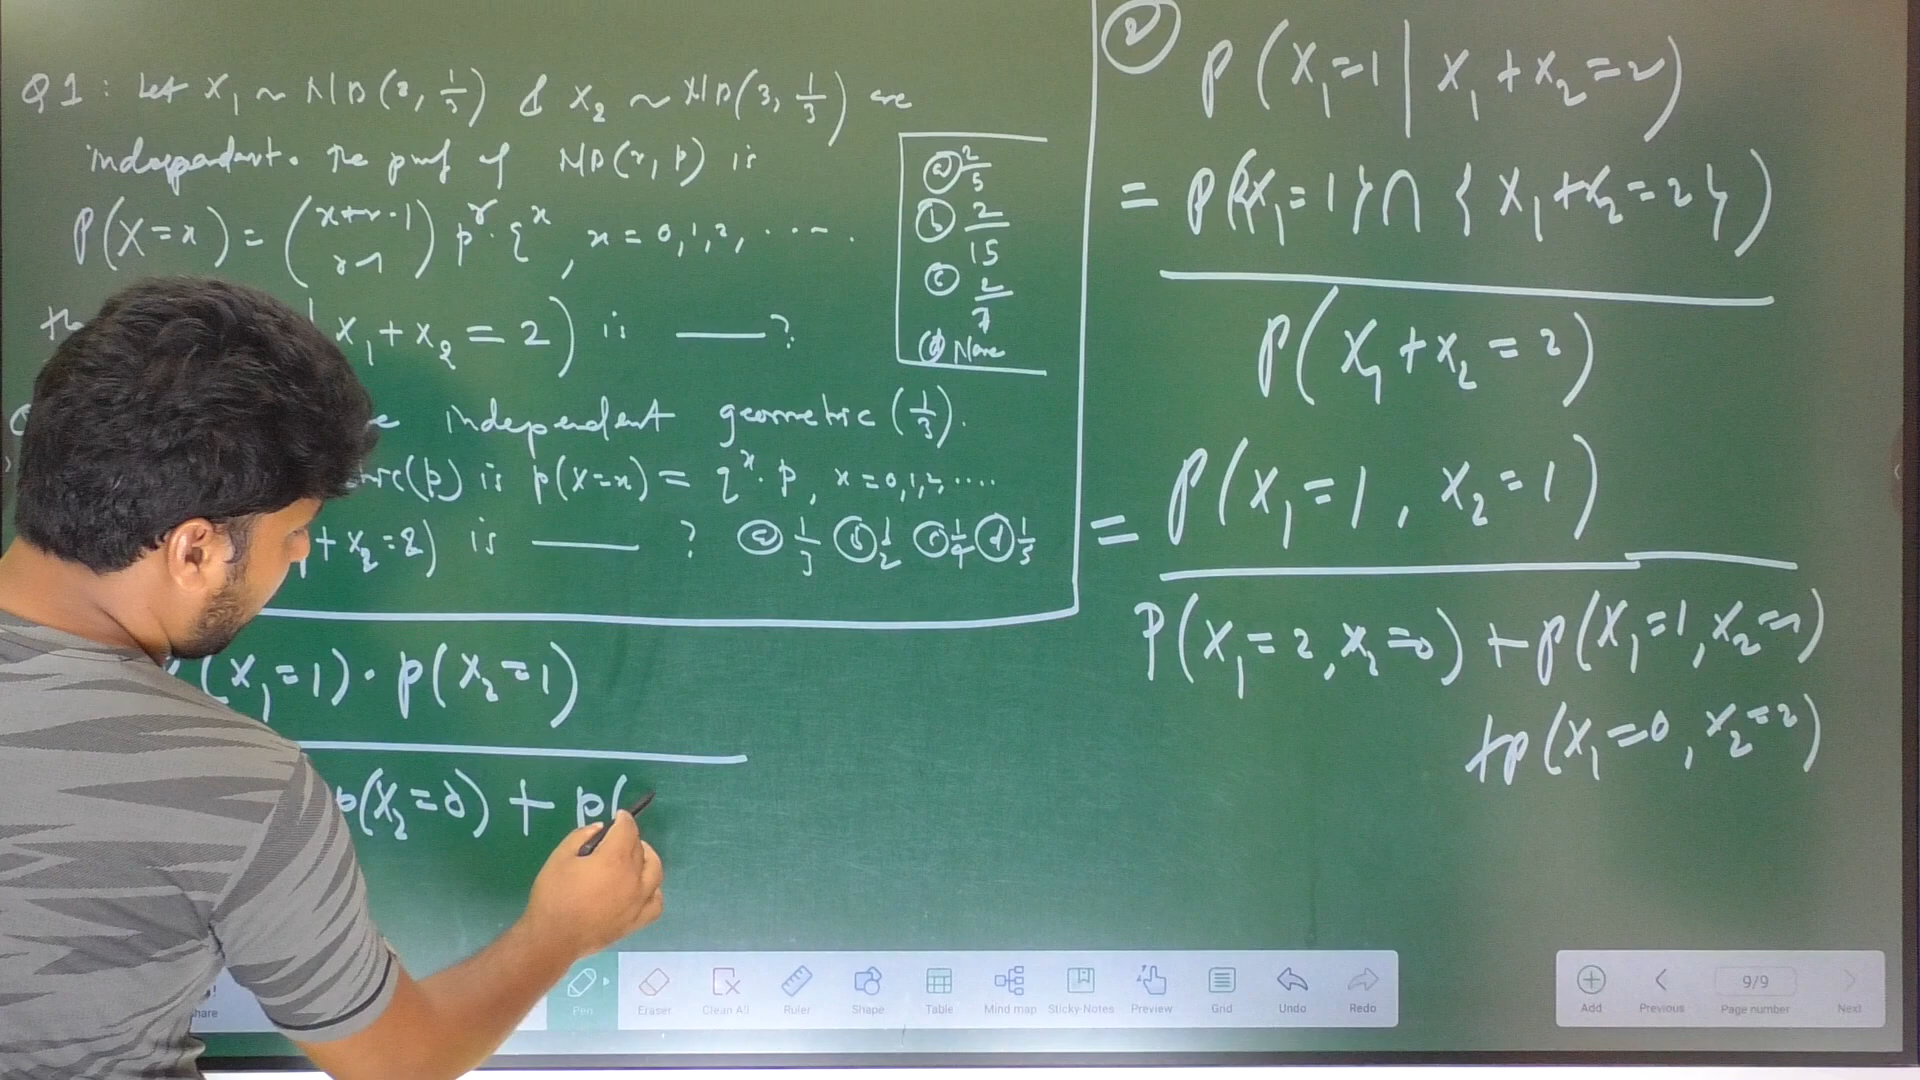 Q1 : Let X₁ ~ NB(2, 1/3) & X₂ ~ NB(3, 1/3) are
independent. The pmf of NB(r, p) is
P(X=x) = (x+r-1 r-1) p^r · q^x , x = 0,1,2, ....
X₁ + X₂ = 2) is ___ ?
(a) 2/5
(b) 2/15
(c) 2/7
(d) None
independent geometric (1/3).
(p) is p(X=x) = q^x · p, x = 0,1,2, ....
+ X₂ = 2) is ___ ? (a) 1/3 (b) 1/2 (c) 1/4 (d) 1/5
(X₁=1) · p(X₂=1)
p(X₂=0) + p(
(2) P(X₁=1 | X₁ + X₂ = 2)
= P({X₁=1} ∩ {X₁+X₂=2})
P(X₁ + X₂ = 2)
= P(X₁=1, X₂=1)
P(X₁=2, X₂=0) + P(X₁=1, X₂=1)
+P(X₁=0, X₂=2)
Pen
Eraser
Clean All
Ruler
Shape
Table
Mind map
Sticky-Notes
Preview
Grid
Undo
Redo
Add
Previous
9/9
Page number
Next